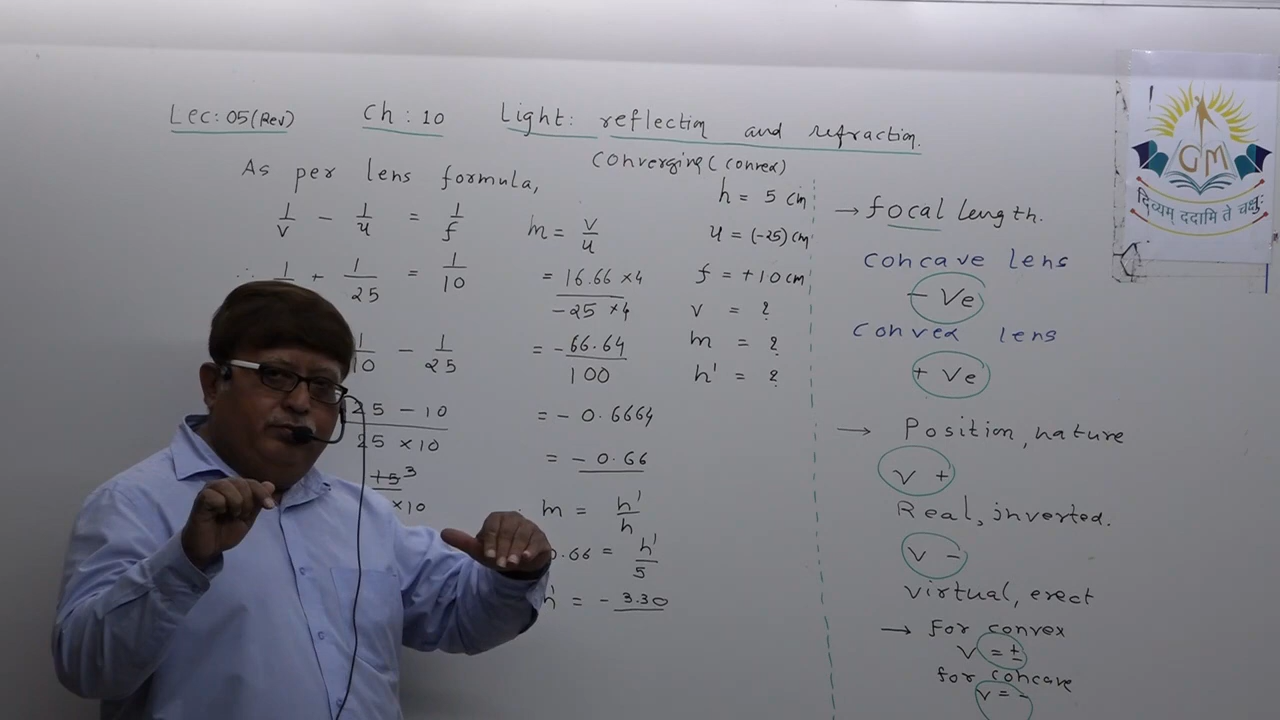 Lec: 05 (Rev) Ch: 10 Light: reflection and refraction.
As per lens formula,
1/v - 1/u = 1/f
∴ 1 + 1/25 = 1/10
1/10 - 1/25
25 - 10
25 × 10
15 3
×10
m = v/u
= 16.66 ×4
-25 ×4
= -66.64
100
= - 0.6664
= - 0.66
m = h'/h
0.66 = h'/5
h' = - 3.30
Converging (convex)
h = 5 cm
u = (-25) cm
f = +10 cm
v = ?
m = ?
h' = ?
→ focal length.
concave lens
- Ve
convex lens
+ Ve
→ Position, nature
v +
Real, inverted.
v -
virtual, erect
→ for convex
v = ±
for concave
v = -
GM
दिव्यम् ददामि ते चक्षुः